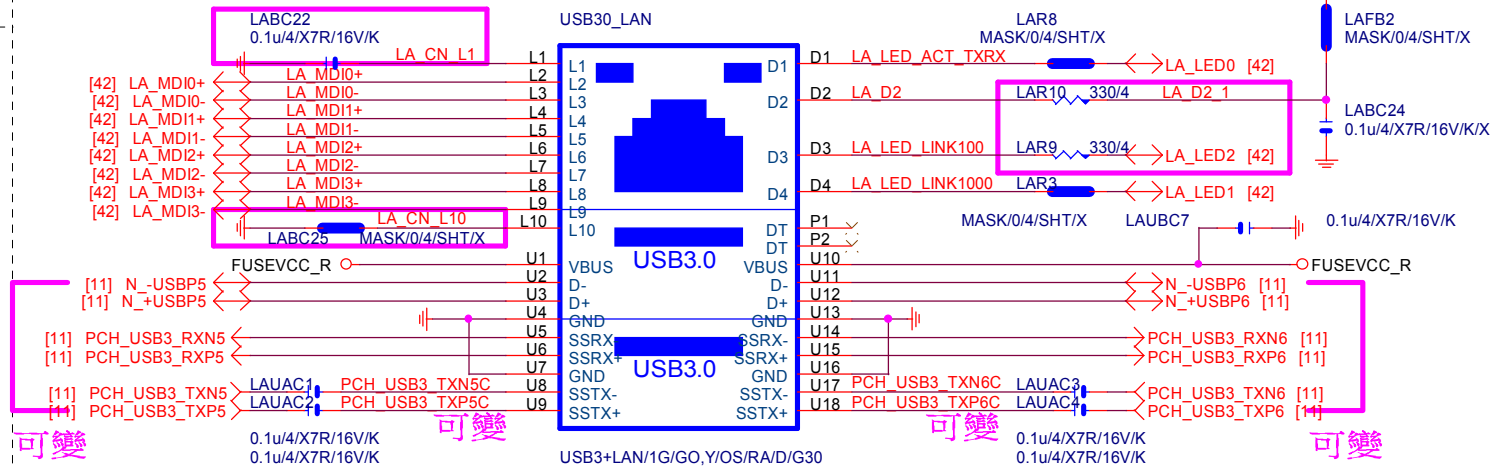 LABC22
0.1u/4/X7R/16V/K
USB30_LAN
LAR8
MASK/0/4/SHT/X
LAFB2
MASK/0/4/SHT/X
LA_CN_L1
L1
L1
D1
D1
LA_LED_ACT_TXRX
LA_LED0 [42]
[42] LA_MDI0+
LA_MDI0+
L2
L2
[42] LA_MDI0-
LA_MDI0-
L3
L3
D2
D2
LA_D2
LAR10
330/4
LA_D2_1
LABC24
0.1u/4/X7R/16V/K/X
[42] LA_MDI1+
LA_MDI1+
L4
L4
[42] LA_MDI1-
LA_MDI1-
L5
L5
[42] LA_MDI2+
LA_MDI2+
L6
L6
D3
D3
LA_LED_LINK100
LAR9
330/4
LA_LED2 [42]
[42] LA_MDI2-
LA_MDI2-
L7
L7
[42] LA_MDI3+
LA_MDI3+
L8
L8
D4
D4
LA_LED_LINK1000
LAR3
LA_LED1 [42]
[42] LA_MDI3-
LA_MDI3-
L9
L9
MASK/0/4/SHT/X
LAUBC7
0.1u/4/X7R/16V/K
LA_CN_L10
L10
L10
LABC25
MASK/0/4/SHT/X
DT
P1
DT
P2
FUSEVCC_R
U1
VBUS
USB3.0
VBUS
U10
FUSEVCC_R
[11] N_-USBP5
U2
D-
D-
U11
N_-USBP6 [11]
[11] N_+USBP5
U3
D+
D+
U12
N_+USBP6 [11]
U4
GND
GND
U13
[11] PCH_USB3_RXN5
U5
SSRX-
SSRX-
U14
PCH_USB3_RXN6 [11]
[11] PCH_USB3_RXP5
U6
SSRX+
USB3.0
SSRX+
U15
PCH_USB3_RXP6 [11]
U7
GND
GND
U16
[11] PCH_USB3_TXN5
LAUAC1
PCH_USB3_TXN5C
U8
SSTX-
SSTX-
U17
PCH_USB3_TXN6C
LAUAC3
PCH_USB3_TXN6 [11]
[11] PCH_USB3_TXP5
LAUAC2
PCH_USB3_TXP5C
U9
SSTX+
SSTX+
U18
PCH_USB3_TXP6C
LAUAC4
PCH_USB3_TXP6 [11]
可變
可變
可變
可變
0.1u/4/X7R/16V/K
0.1u/4/X7R/16V/K
0.1u/4/X7R/16V/K
0.1u/4/X7R/16V/K
USB3+LAN/1G/GO,Y/OS/RA/D/G30